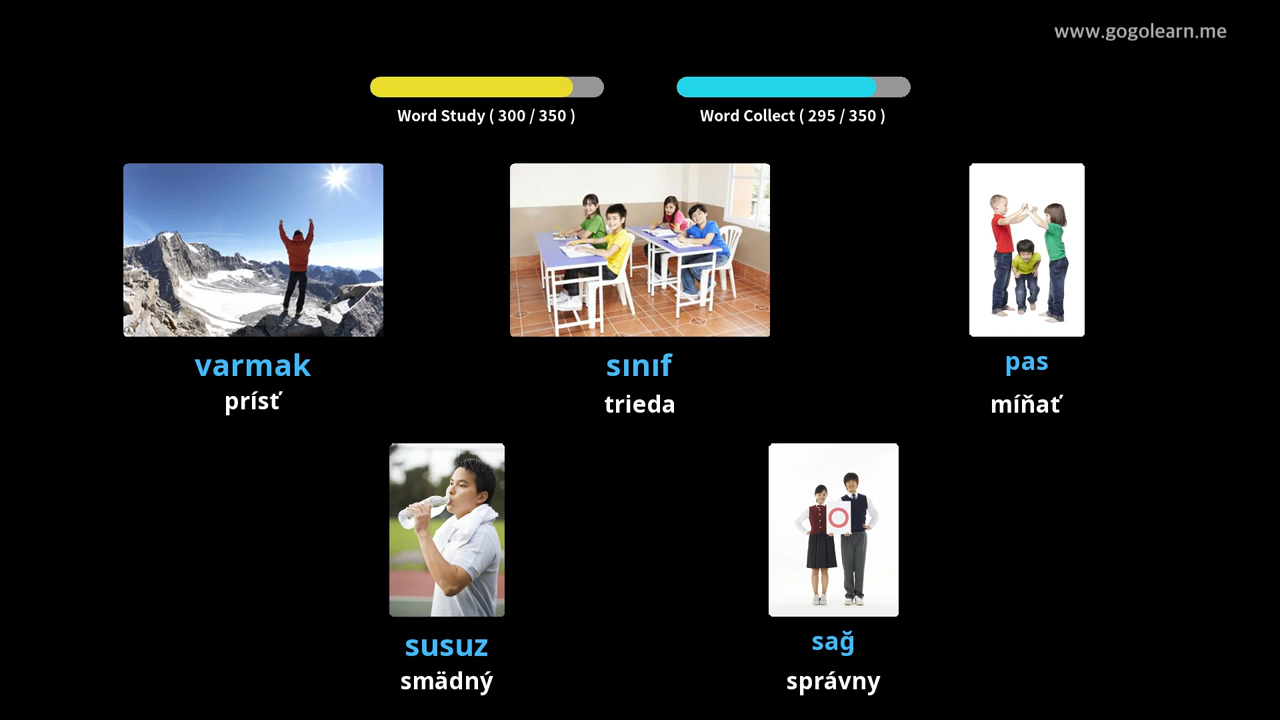 www.gogolearn.me
Word Study ( 300 / 350 )
Word Collect ( 295 / 350 )
varmak
prísť
sınıf
trieda
pas
míňať
susuz
smädný
sağ
správny